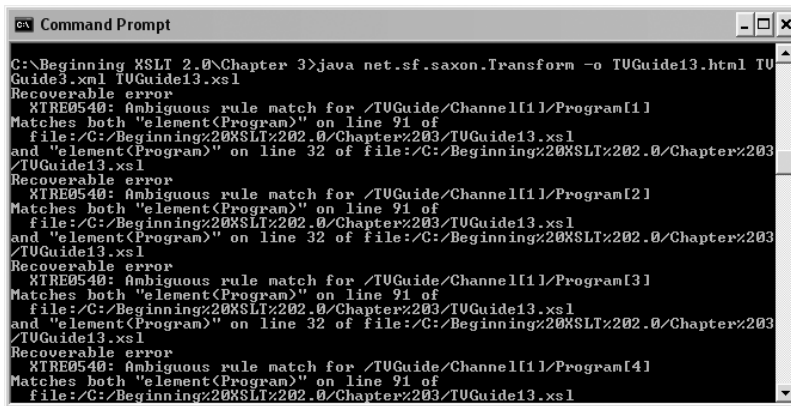 Command Prompt
C:\Beginning XSLT 2.0\Chapter 3>java net.sf.saxon.Transform -o TVGuide13.html TV
Guide3.xml TVGuide13.xsl
Recoverable error
  XTRE0540: Ambiguous rule match for /TVGuide/Channel[1]/Program[1]
Matches both "element(Program)" on line 91 of
  file:/C:/Beginning%20XSLT%202.0/Chapter%203/TVGuide13.xsl
and "element(Program)" on line 32 of file:/C:/Beginning%20XSLT%202.0/Chapter%203
/TVGuide13.xsl
Recoverable error
  XTRE0540: Ambiguous rule match for /TVGuide/Channel[1]/Program[2]
Matches both "element(Program)" on line 91 of
  file:/C:/Beginning%20XSLT%202.0/Chapter%203/TVGuide13.xsl
and "element(Program)" on line 32 of file:/C:/Beginning%20XSLT%202.0/Chapter%203
/TVGuide13.xsl
Recoverable error
  XTRE0540: Ambiguous rule match for /TVGuide/Channel[1]/Program[3]
Matches both "element(Program)" on line 91 of
  file:/C:/Beginning%20XSLT%202.0/Chapter%203/TVGuide13.xsl
and "element(Program)" on line 32 of file:/C:/Beginning%20XSLT%202.0/Chapter%203
/TVGuide13.xsl
Recoverable error
  XTRE0540: Ambiguous rule match for /TVGuide/Channel[1]/Program[4]
Matches both "element(Program)" on line 91 of
  file:/C:/Beginning%20XSLT%202.0/Chapter%203/TVGuide13.xsl